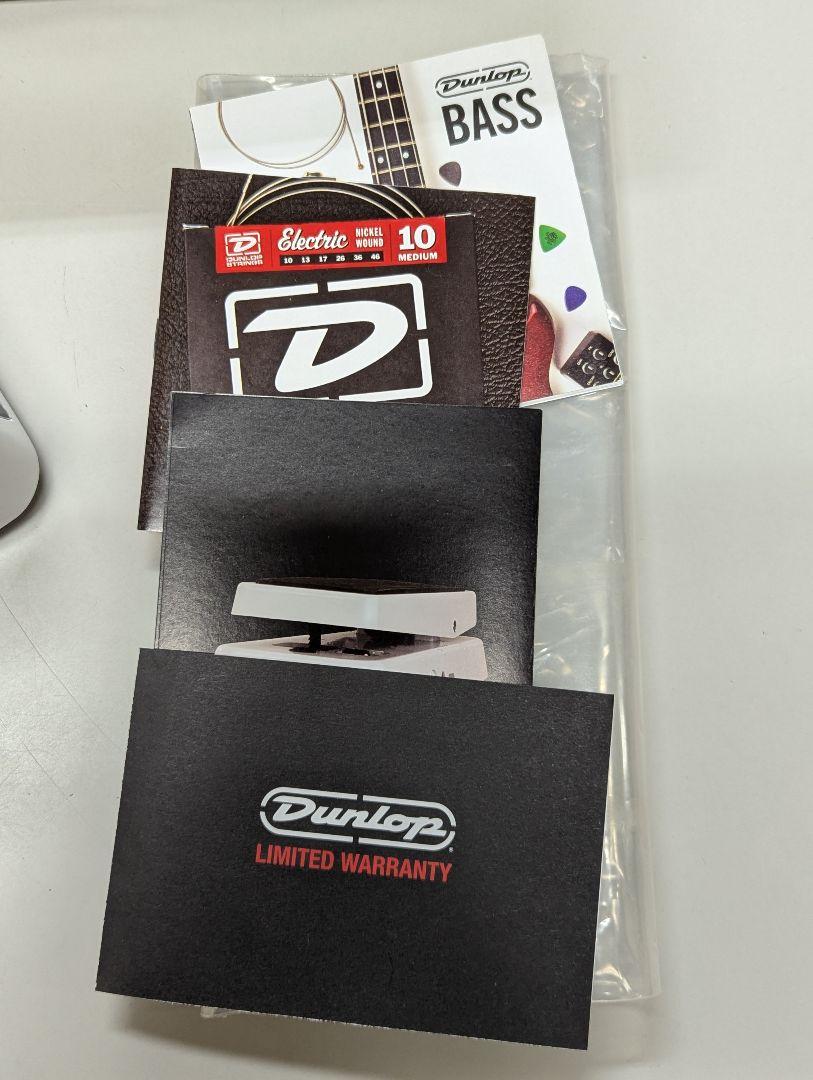 Dunlop
BASS
DUNLOP
STRINGS
Electric
NICKEL
WOUND
10
MEDIUM
10 13 17 26 36 46
Dunlop
LIMITED WARRANTY